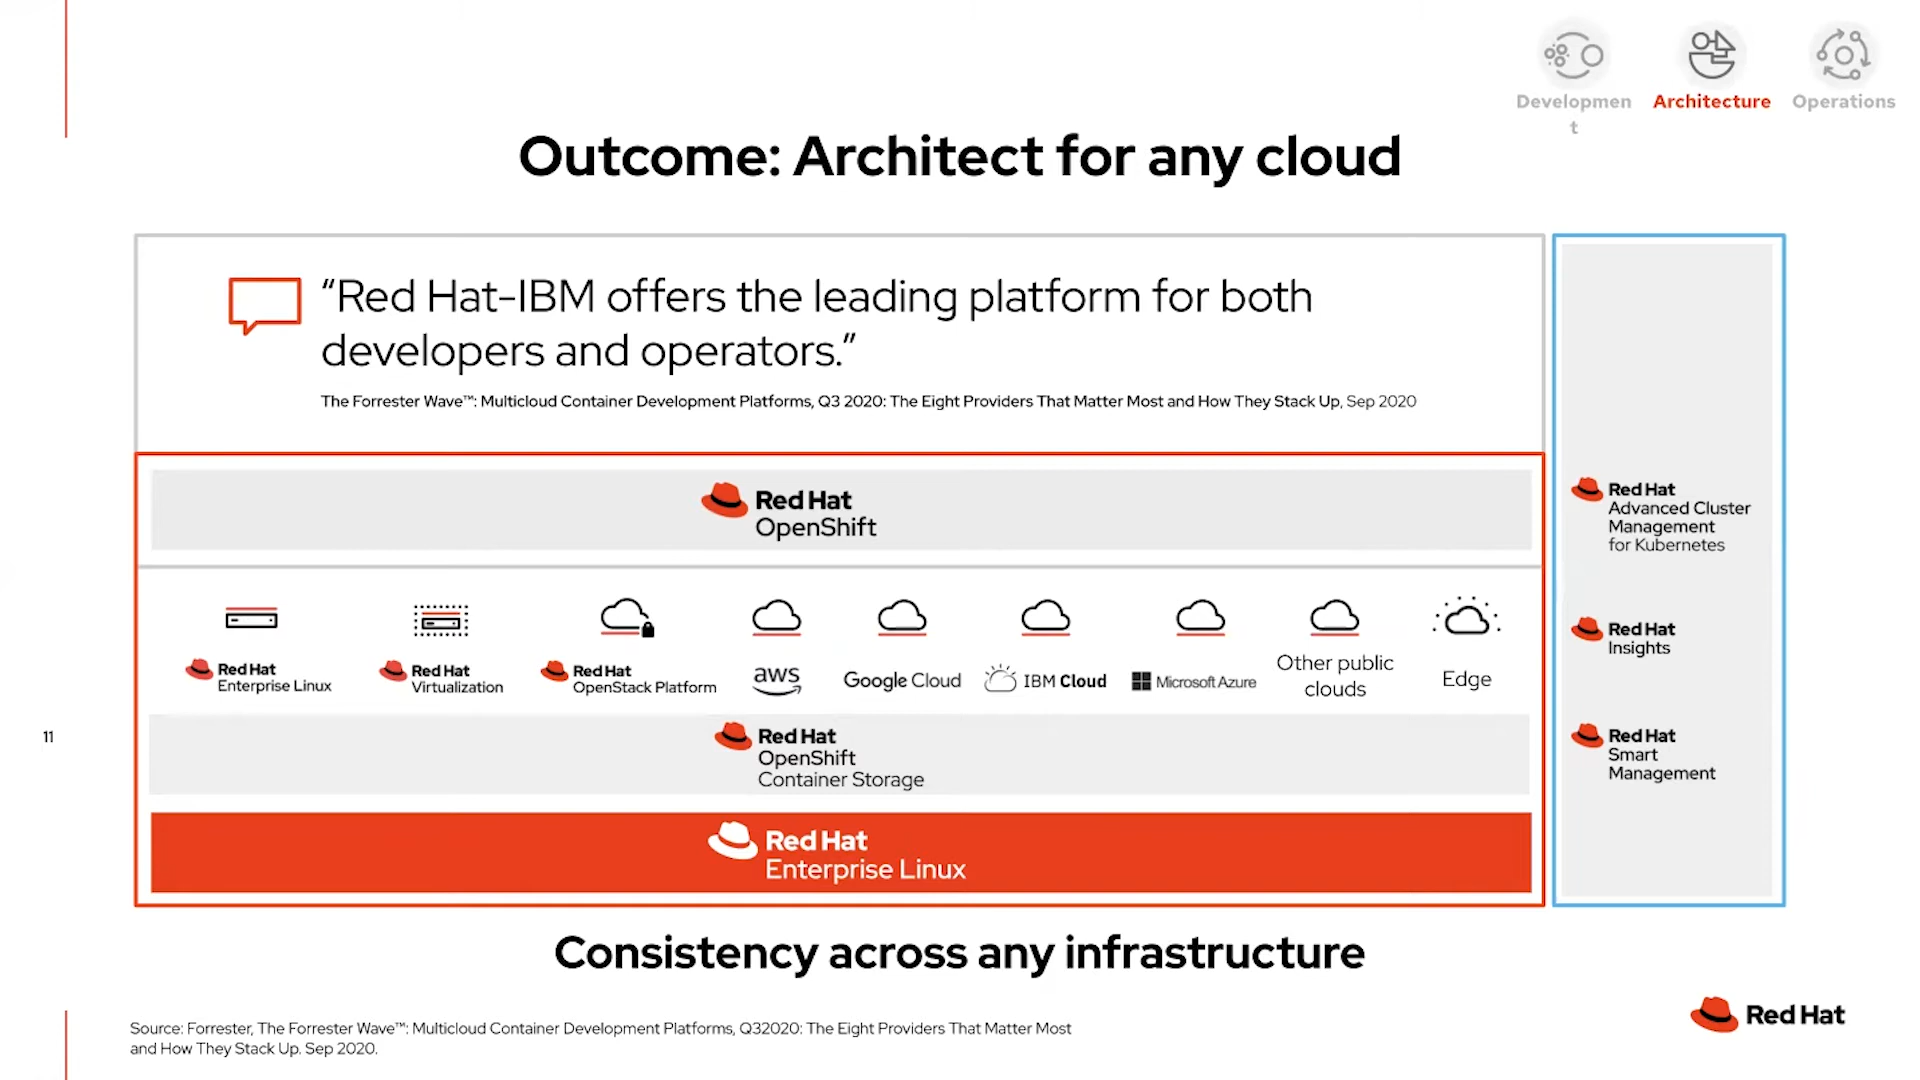 Developmen
t
Architecture
Operations
Outcome: Architect for any cloud
“Red Hat-IBM offers the leading platform for both
developers and operators.”
The Forrester Wave™: Multicloud Container Development Platforms, Q3 2020: The Eight Providers That Matter Most and How They Stack Up, Sep 2020
Red Hat
OpenShift
Red Hat
Enterprise Linux
Red Hat
Virtualization
Red Hat
OpenStack Platform
aws
Google Cloud
IBM Cloud
Microsoft Azure
Other public
clouds
Edge
Red Hat
OpenShift
Container Storage
Red Hat
Enterprise Linux
Red Hat
Advanced Cluster
Management
for Kubernetes
Red Hat
Insights
Red Hat
Smart
Management
11
Consistency across any infrastructure
Source: Forrester, The Forrester Wave™: Multicloud Container Development Platforms, Q32020: The Eight Providers That Matter Most
and How They Stack Up. Sep 2020.
Red Hat